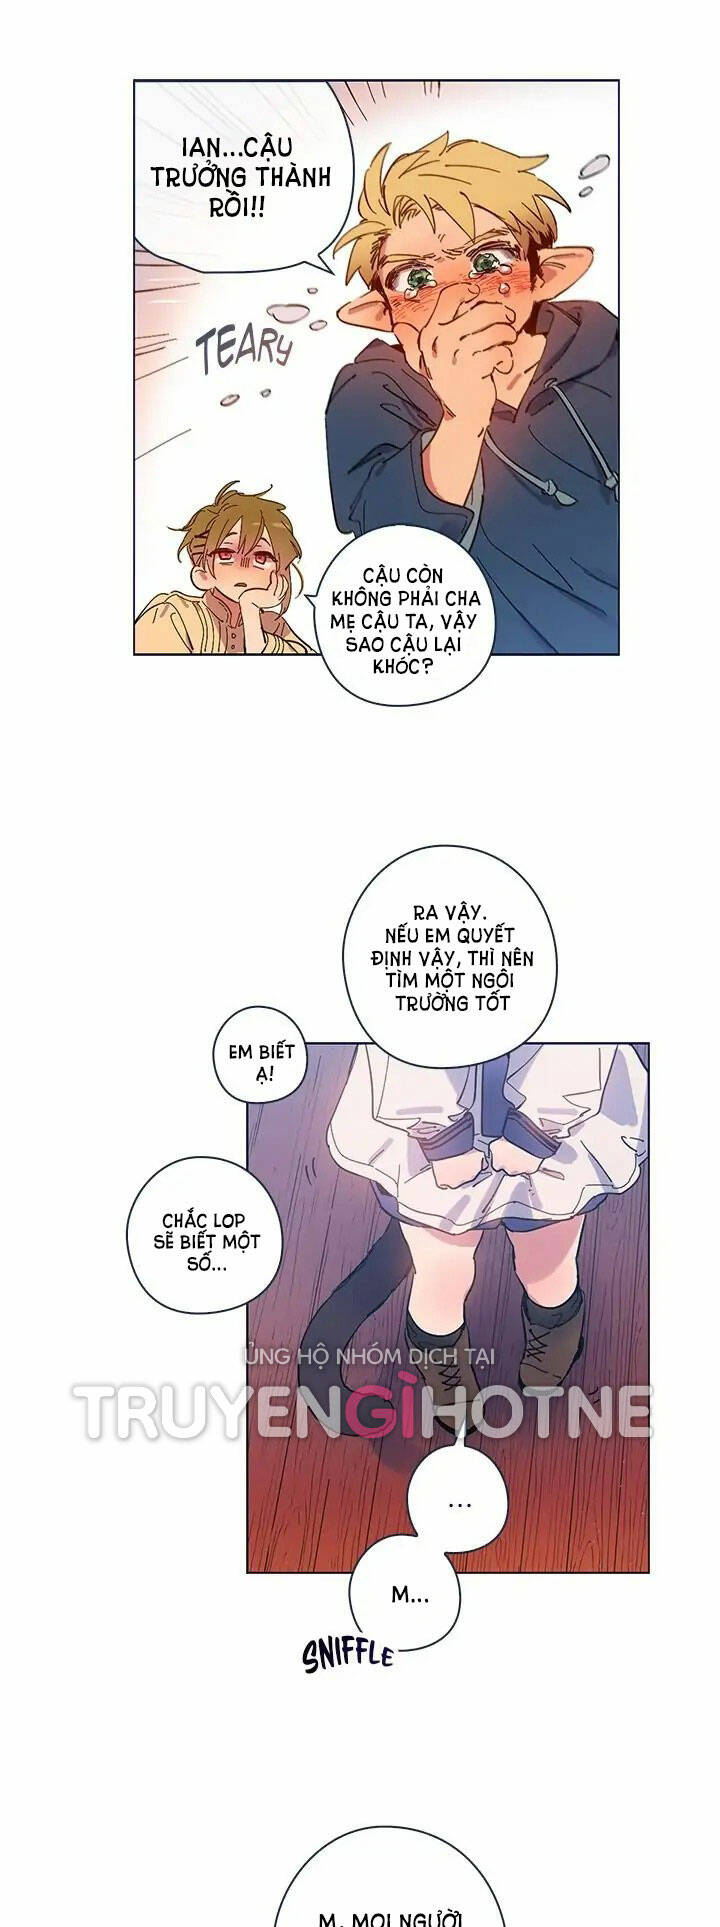 IAN...CẬU
TRƯỞNG THÀNH
RỒI!!
TEARY
CẬU CÒN
KHÔNG PHẢI CHA
MẸ CẬU TA, VẬY
SAO CẬU LẠI
KHÓC?
RA VẬY.
NẾU EM QUYẾT
ĐỊNH VẬY, THÌ NÊN
TÌM MỘT NGÔI
TRƯỜNG TỐT
EM BIẾT
Ạ!
CHẮC LOP
SẼ BIẾT MỘT
SỐ...
ỦNG HỘ NHÓM DỊCH TẠI
TRUYENGIHOTNE
...
M...
SNIFFLE
M, MỌI NGƯỜI